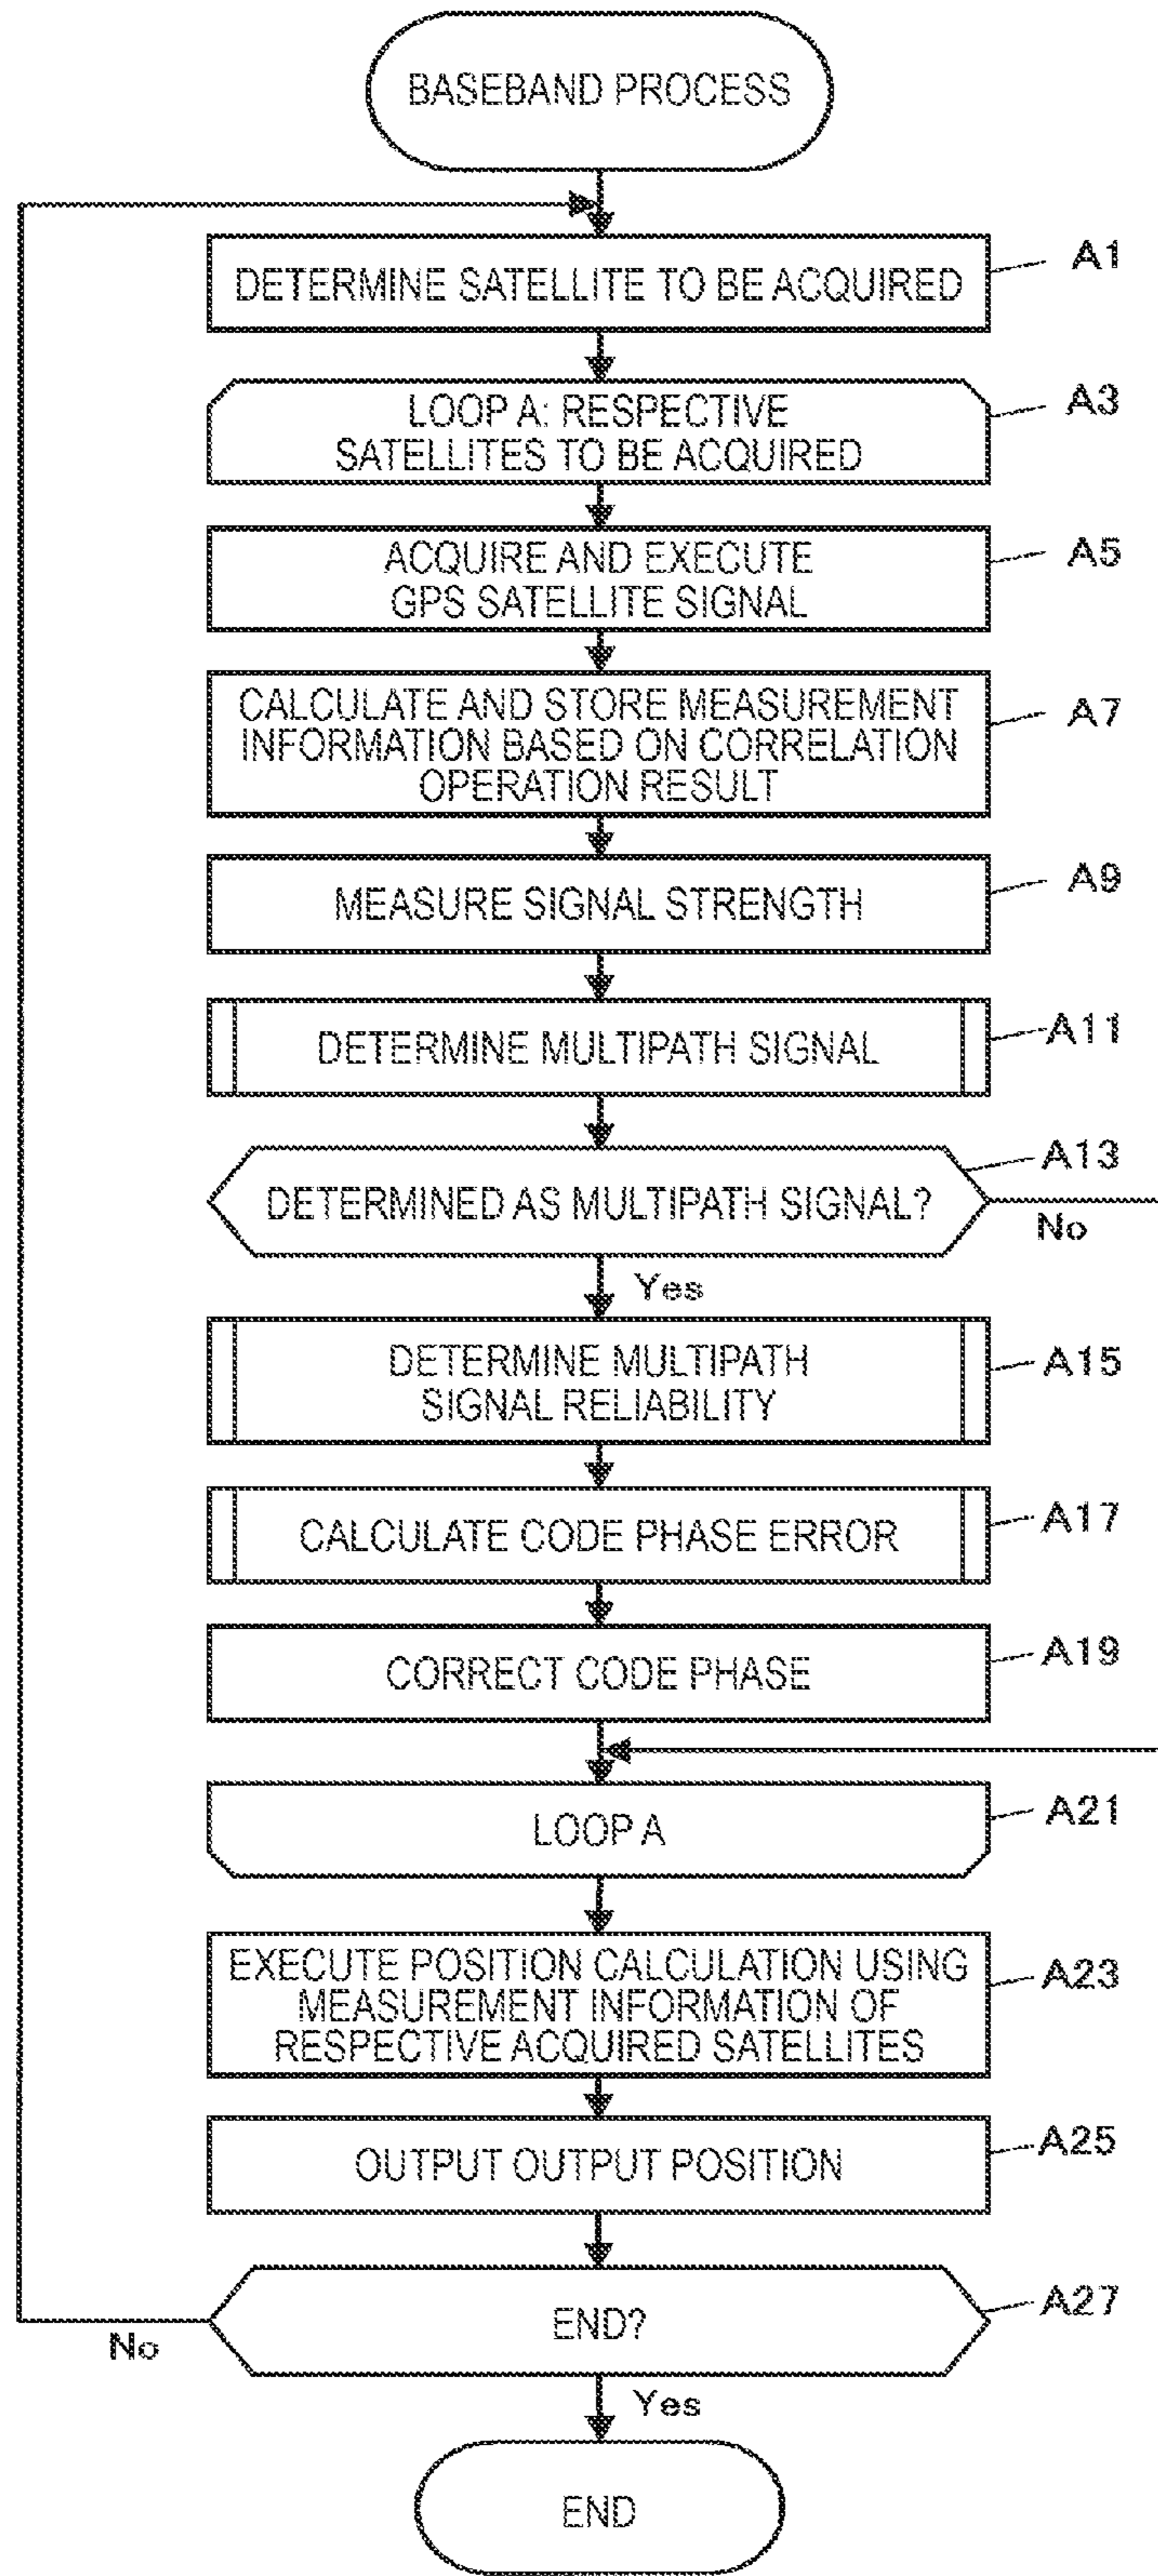 BASEBAND PROCESS
DETERMINE SATELLITE TO BE ACQUIRED
A1
LOOP A: RESPECTIVE
SATELLITES TO BE ACQUIRED
A3
ACQUIRE AND EXECUTE
GPS SATELLITE SIGNAL
A5
CALCULATE AND STORE MEASUREMENT
INFORMATION BASED ON CORRELATION
OPERATION RESULT
A7
MEASURE SIGNAL STRENGTH
A9
DETERMINE MULTIPATH SIGNAL
A11
DETERMINED AS MULTIPATH SIGNAL?
A13
No
Yes
DETERMINE MULTIPATH
SIGNAL RELIABILITY
A15
CALCULATE CODE PHASE ERROR
A17
CORRECT CODE PHASE
A19
LOOP A
A21
EXECUTE POSITION CALCULATION USING
MEASUREMENT INFORMATION OF
RESPECTIVE ACQUIRED SATELLITES
A23
OUTPUT OUTPUT POSITION
A25
END?
A27
No
Yes
END